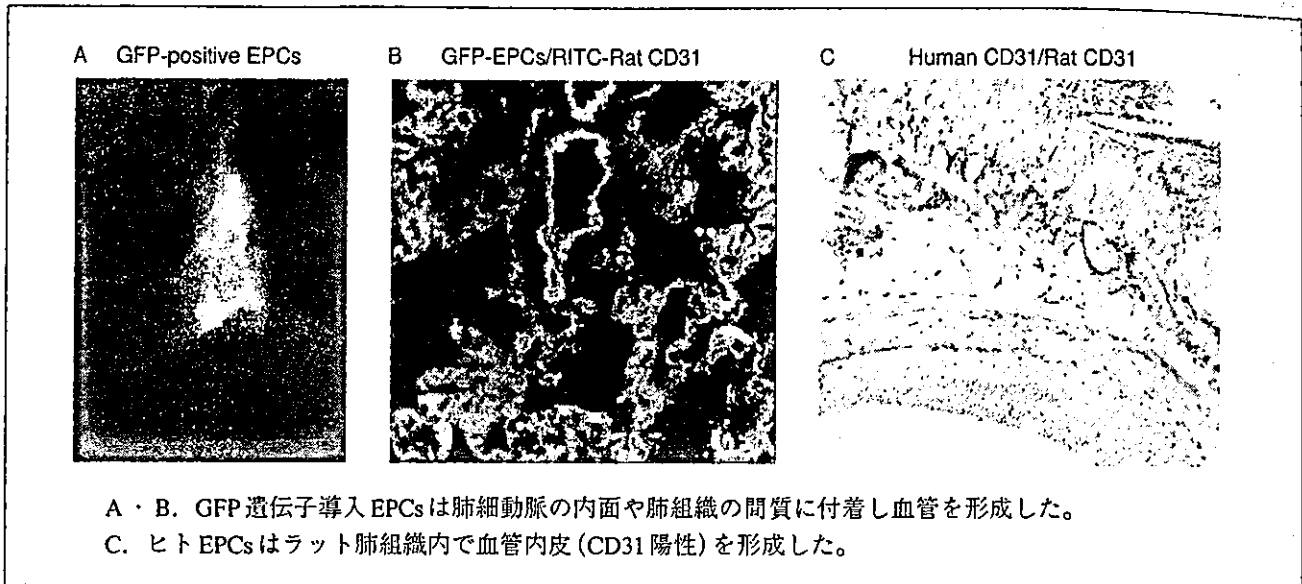 A GFP-positive EPCs
B GFP-EPCs/RITC-Rat CD31
C Human CD31/Rat CD31
A・B. GFP遺伝子導入EPCsは肺細動脈の内面や肺組織の間質に付着し血管を形成した。
C. ヒトEPCsはラット肺組織内で血管内皮(CD31陽性)を形成した。